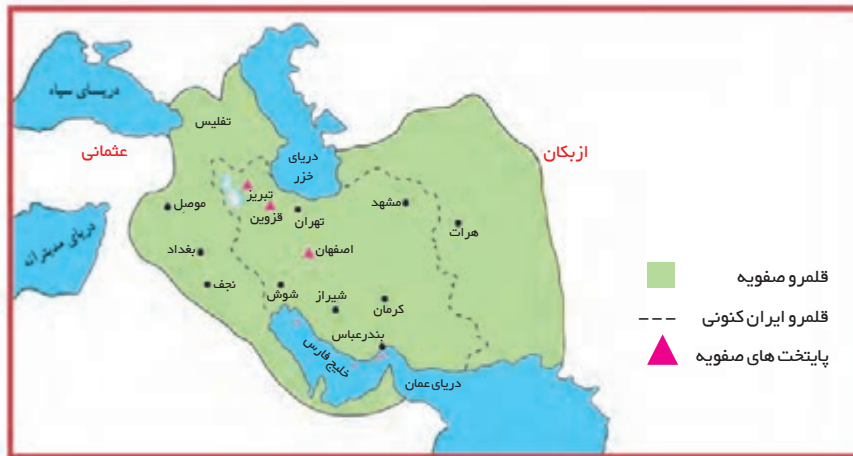 دریای سیاه
تفلیس
عثمانی
ازبکان
دریای
خزر
تبریز
مشهد
موصل
قزوین
تهران
هرات
دریای مدیترانه
بغداد
اصفهان
نجف
شوش
شیراز
کرمان
بندرعباس
خلیج فارس
دریای عمان
قلمرو صفویه
قلمرو ایران کنونی
پایتخت های صفویه